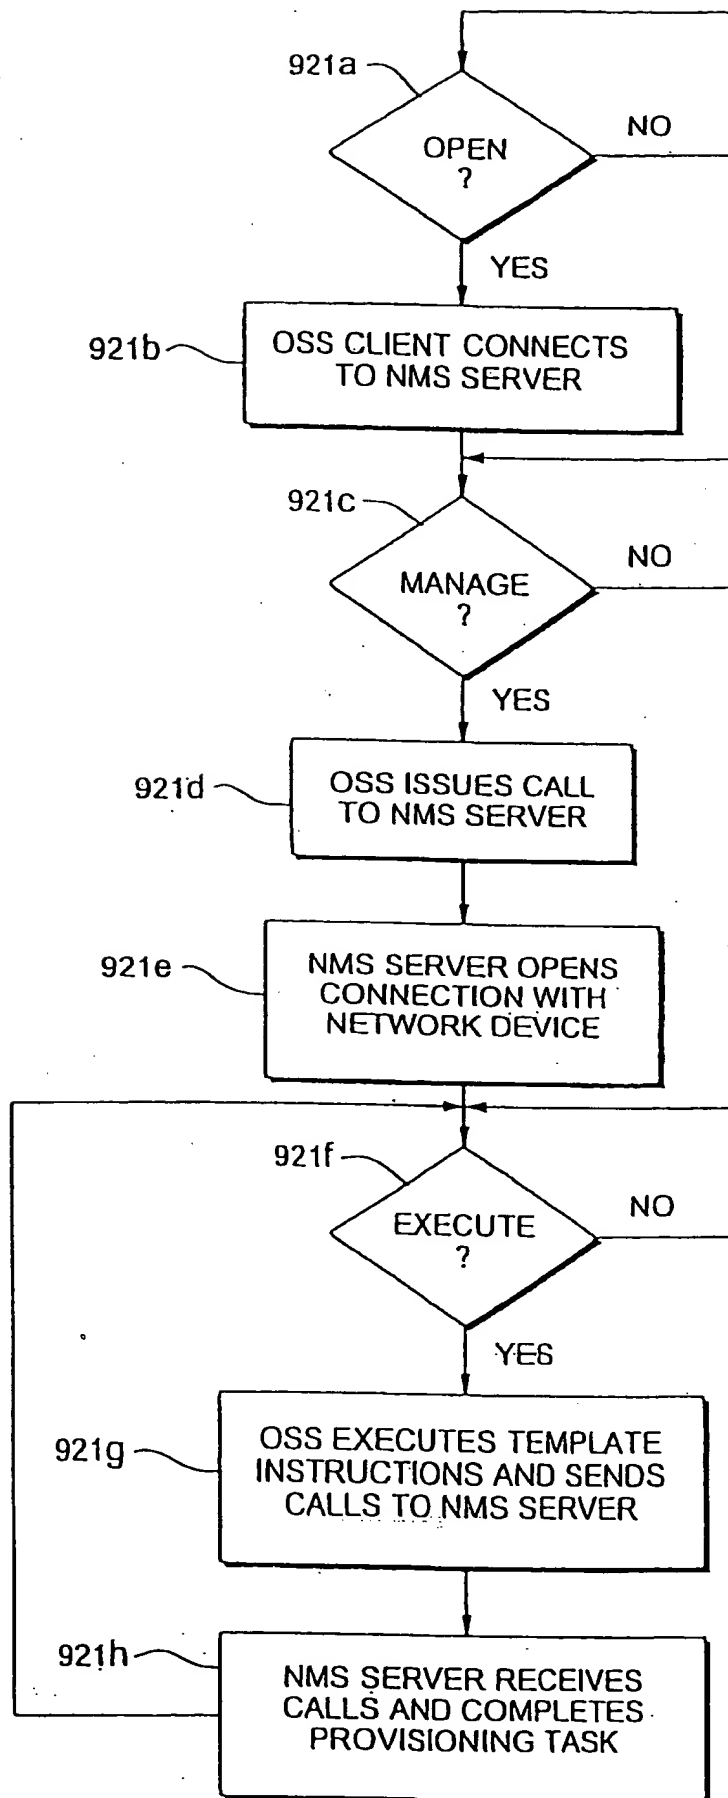 921a
OPEN
?
NO
YES
921b
OSS CLIENT CONNECTS
TO NMS SERVER
921c
MANAGE
?
NO
YES
921d
OSS ISSUES CALL
TO NMS SERVER
921e
NMS SERVER OPENS
CONNECTION WITH
NETWORK DEVICE
921f
EXECUTE
?
NO
YES
921g
OSS EXECUTES TEMPLATE
INSTRUCTIONS AND SENDS
CALLS TO NMS SERVER
921h
NMS SERVER RECEIVES
CALLS AND COMPLETES
PROVISIONING TASK